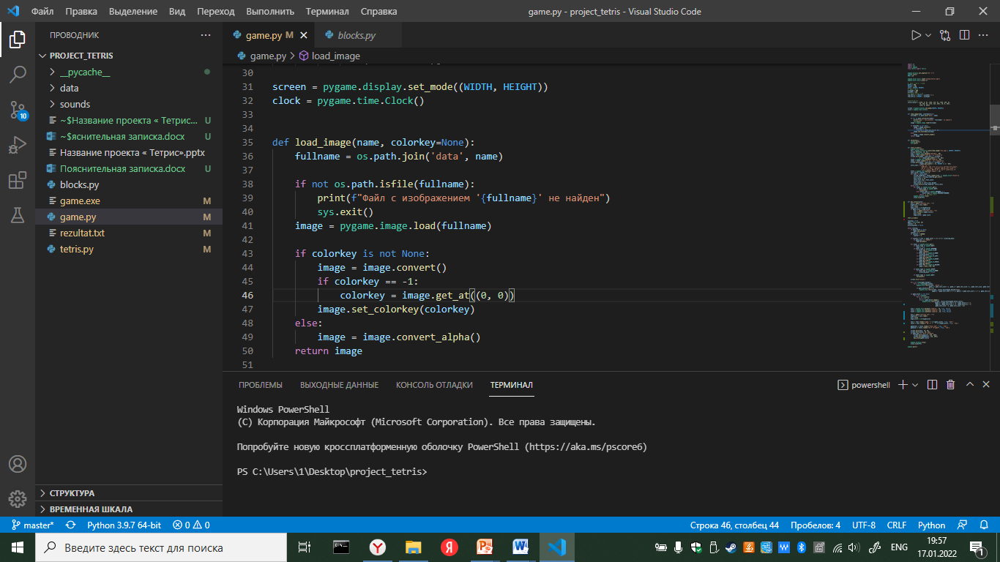 Файл Правка Выделение Вид Переход Выполнить Терминал Справка game.py - project_tetris - Visual Studio Code
ПРОВОДНИК
PROJECT_TETRIS
__pycache__
data
sounds
~$Название проекта « Тетрис... U
~$яснительная записка.docx U
Название проекта « Тетрис».pptx
Пояснительная записка.docx U
blocks.py
game.exe M
game.py M
rezultat.txt M
tetris.py M
СТРУКТУРА
ВРЕМЕННАЯ ШКАЛА
10
game.py M blocks.py
game.py > load_image
30
31 screen = pygame.display.set_mode((WIDTH, HEIGHT))
32 clock = pygame.time.Clock()
33
34
35 def load_image(name, colorkey=None):
36 fullname = os.path.join('data', name)
37
38 if not os.path.isfile(fullname):
39 print(f"Файл с изображением '{fullname}' не найден")
40 sys.exit()
41 image = pygame.image.load(fullname)
42
43 if colorkey is not None:
44 image = image.convert()
45 if colorkey == -1:
46 colorkey = image.get_at((0, 0))
47 image.set_colorkey(colorkey)
48 else:
49 image = image.convert_alpha()
50 return image
51
ПРОБЛЕМЫ ВЫХОДНЫЕ ДАННЫЕ КОНСОЛЬ ОТЛАДКИ ТЕРМИНАЛ powershell
Windows PowerShell
(C) Корпорация Майкрософт (Microsoft Corporation). Все права защищены.
Попробуйте новую кроссплатформенную оболочку PowerShell (https://aka.ms/pscore6)
PS C:\Users\1\Desktop\project_tetris>
master* Python 3.9.7 64-bit 0 0 Строка 46, столбец 44 Пробелов: 4 UTF-8 CRLF Python
Введите здесь текст для поиска
ENG 19:57
17.01.2022
1